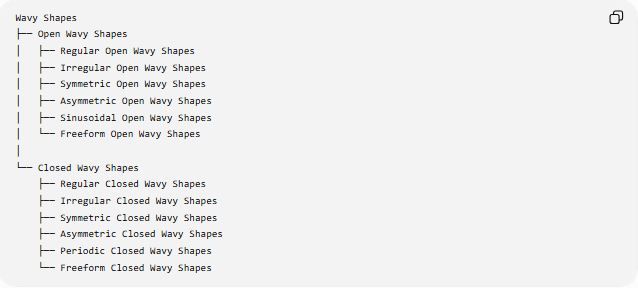 Wavy Shapes
├── Open Wavy Shapes
│   ├── Regular Open Wavy Shapes
│   ├── Irregular Open Wavy Shapes
│   ├── Symmetric Open Wavy Shapes
│   ├── Asymmetric Open Wavy Shapes
│   ├── Sinusoidal Open Wavy Shapes
│   └── Freeform Open Wavy Shapes
│
└── Closed Wavy Shapes
    ├── Regular Closed Wavy Shapes
    ├── Irregular Closed Wavy Shapes
    ├── Symmetric Closed Wavy Shapes
    ├── Asymmetric Closed Wavy Shapes
    ├── Periodic Closed Wavy Shapes
    └── Freeform Closed Wavy Shapes